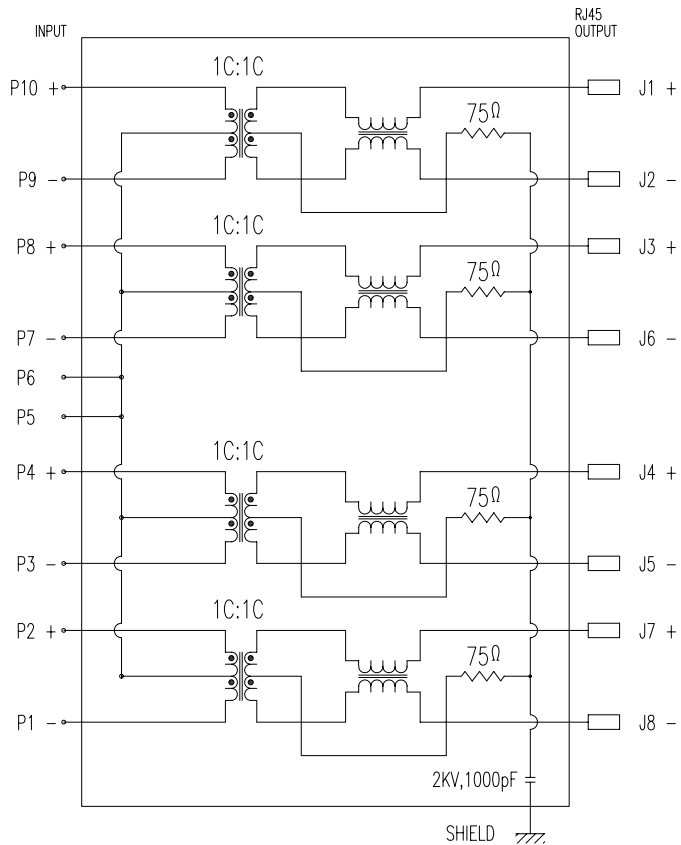 RJ45
INPUT OUTPUT
1C:1C
P10 + J1 +
75Ω
P9 - J2 -
1C:1C
P8 + J3 +
75Ω
P7 - J6 -
P6
P5
1C:1C
P4 + J4 +
75Ω
P3 - J5 -
1C:1C
P2 + J7 +
75Ω
P1 - J8 -
2KV,1000pF
SHIELD